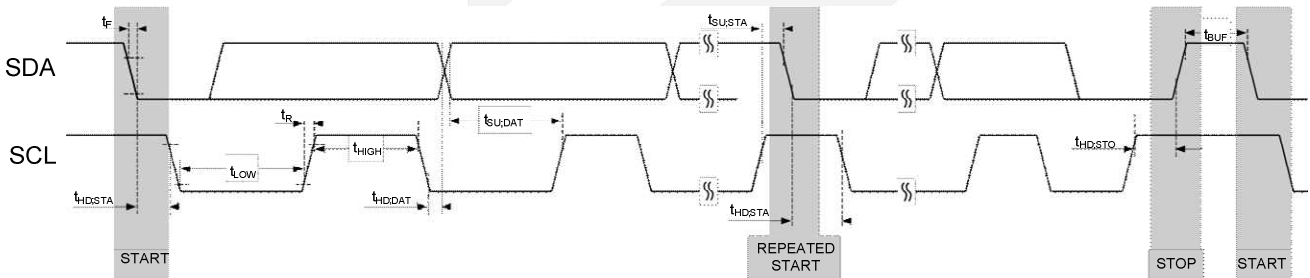 tF
tSU;STA
tBUF
SDA
tR
tSU;DAT
SCL
tHIGH
tHD;STO
tLOW
tHD;STA
tHD;DAT
tHD;STA
START
REPEATED
START
STOP
START